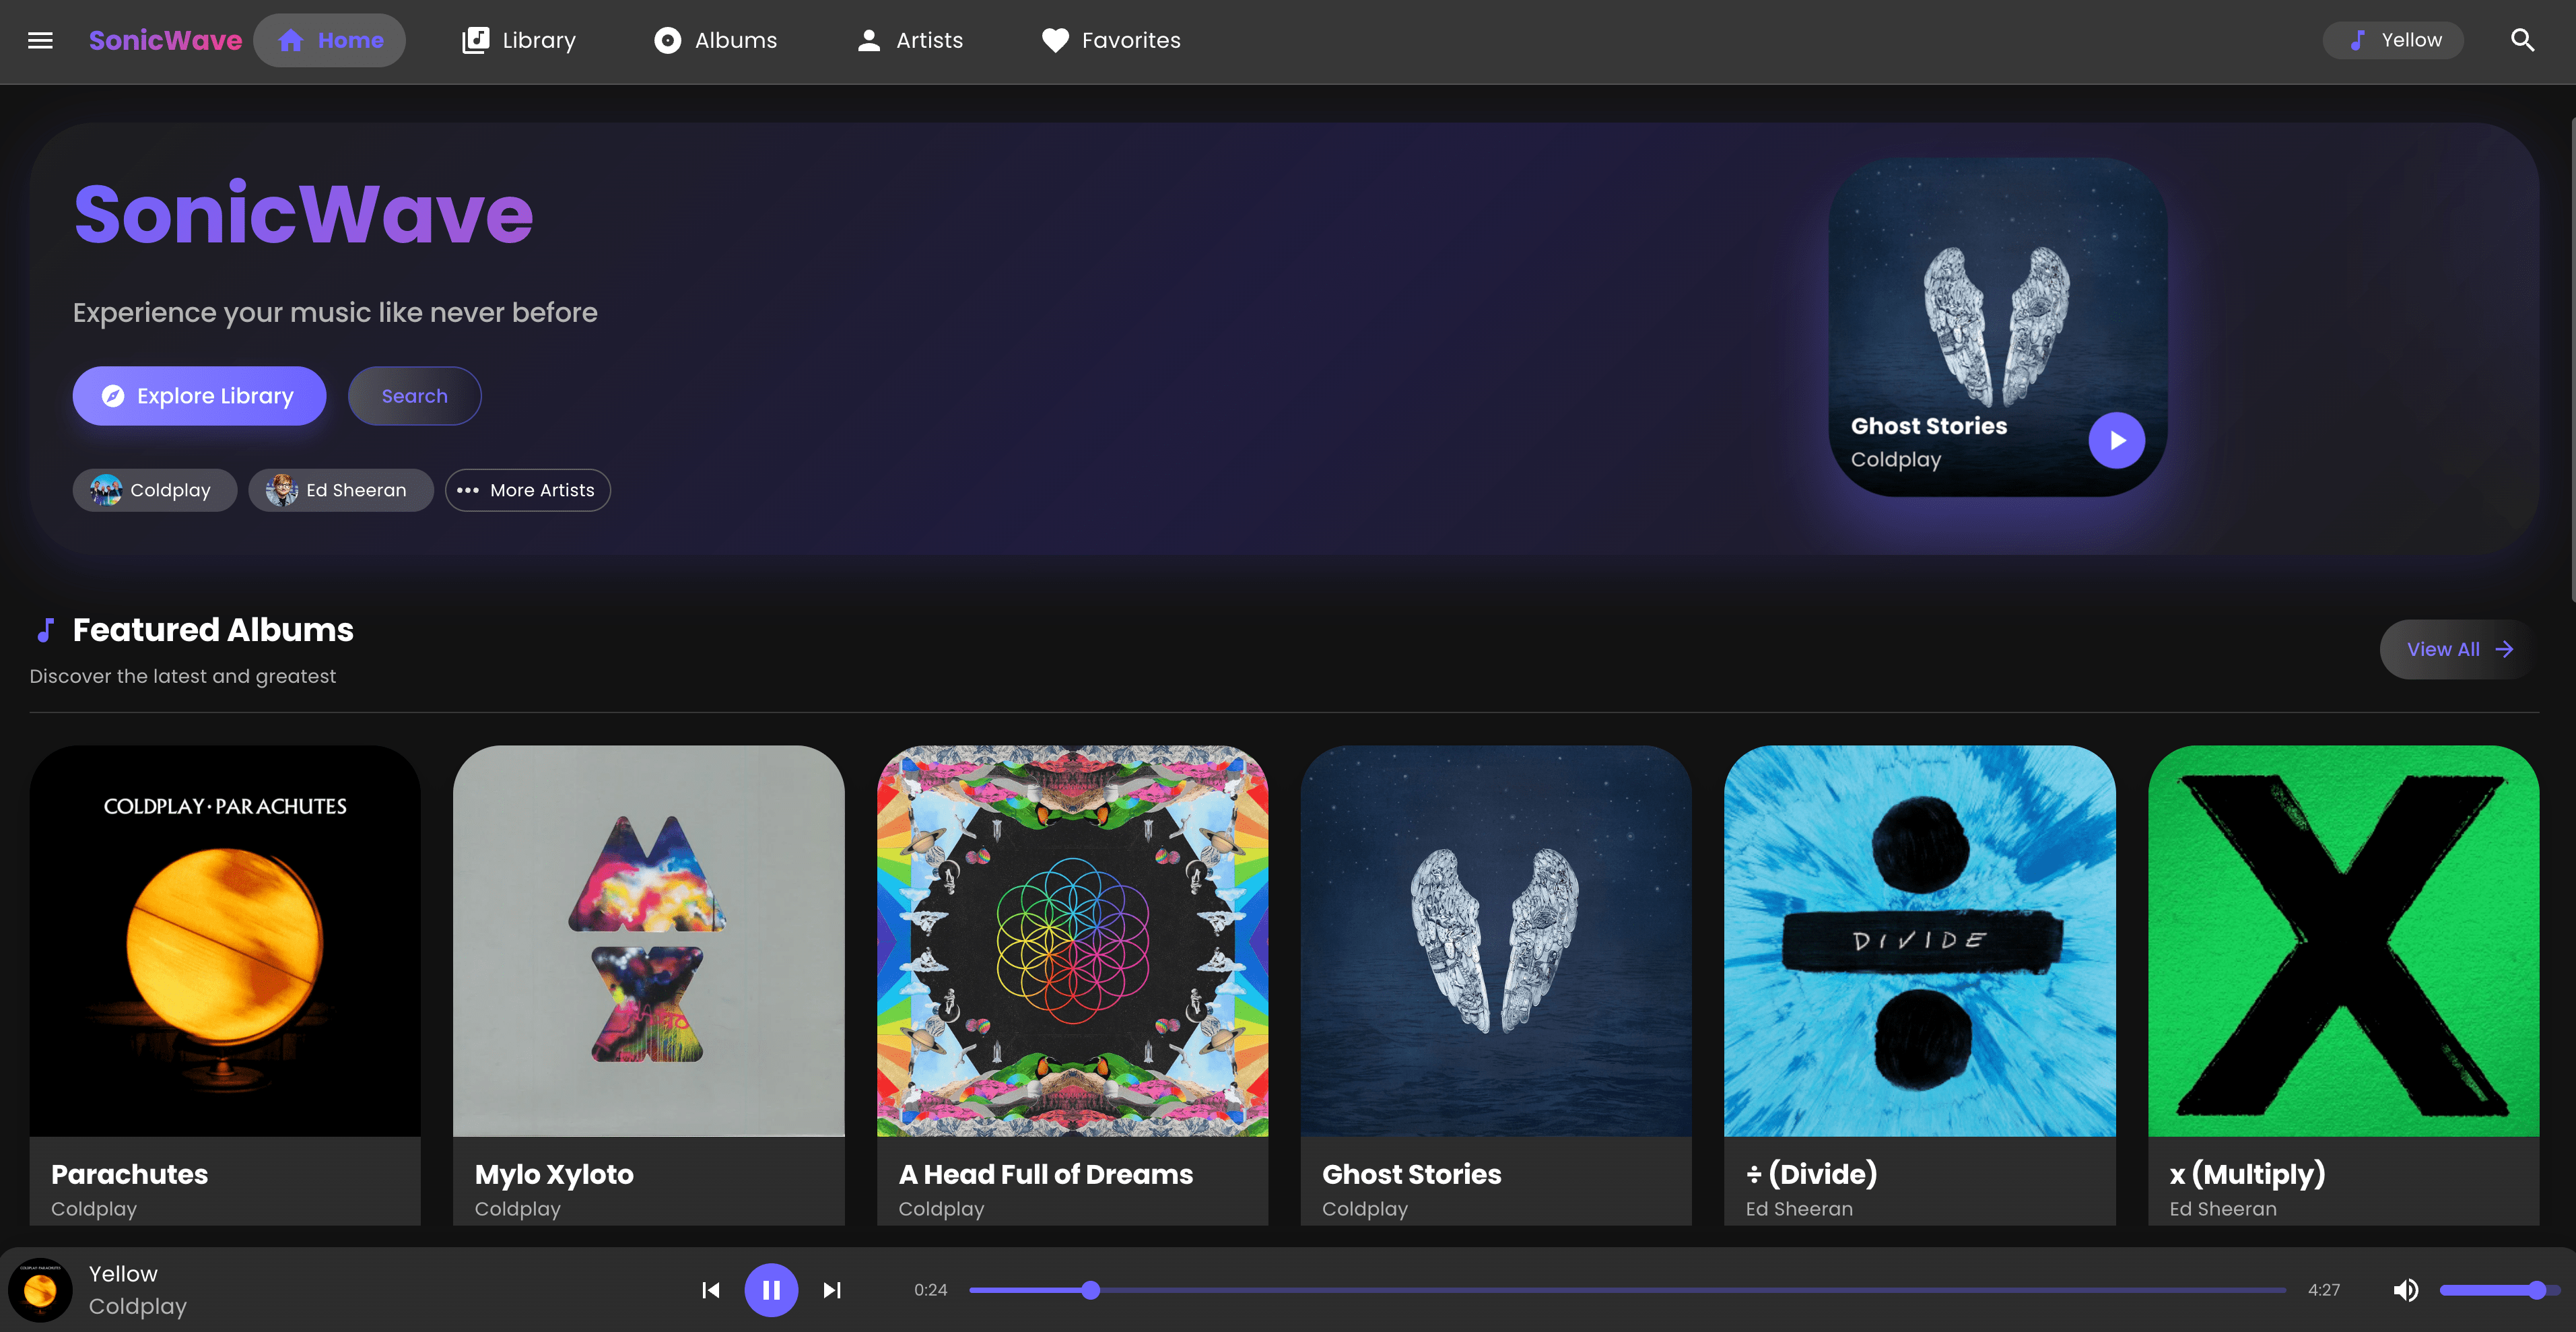 SonicWave Home Library Albums Artists Favorites Yellow
SonicWave
Experience your music like never before
Explore Library Search
Coldplay Ed Sheeran More Artists
Ghost Stories
Coldplay
Featured Albums
Discover the latest and greatest
View All
COLDPLAY·PARACHUTES
DIVIDE
Parachutes
Coldplay
Mylo Xyloto
Coldplay
A Head Full of Dreams
Coldplay
Ghost Stories
Coldplay
÷ (Divide)
Ed Sheeran
x (Multiply)
Ed Sheeran
Yellow
Coldplay
0:24 4:27